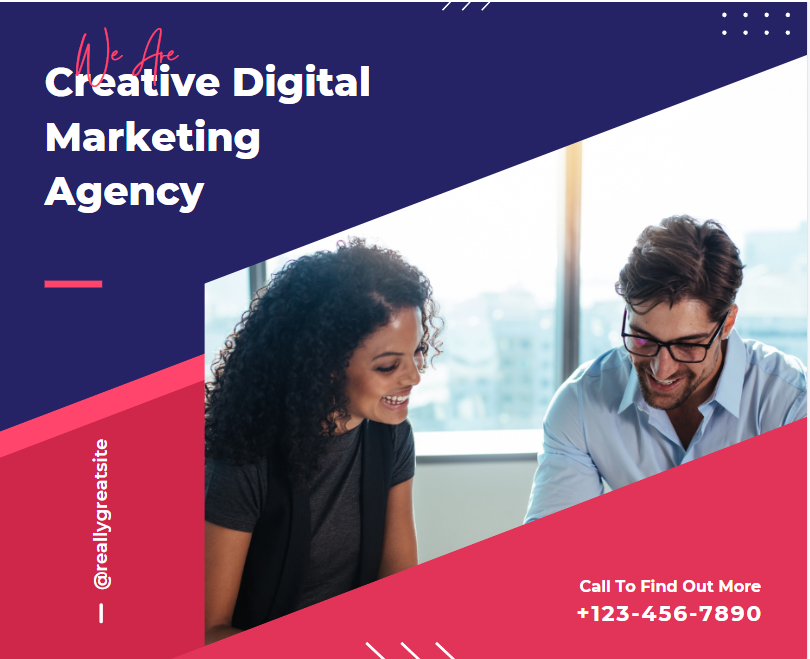 We Are
Creative Digital
Marketing
Agency
@reallygreatsite
Call To Find Out More
+123-456-7890